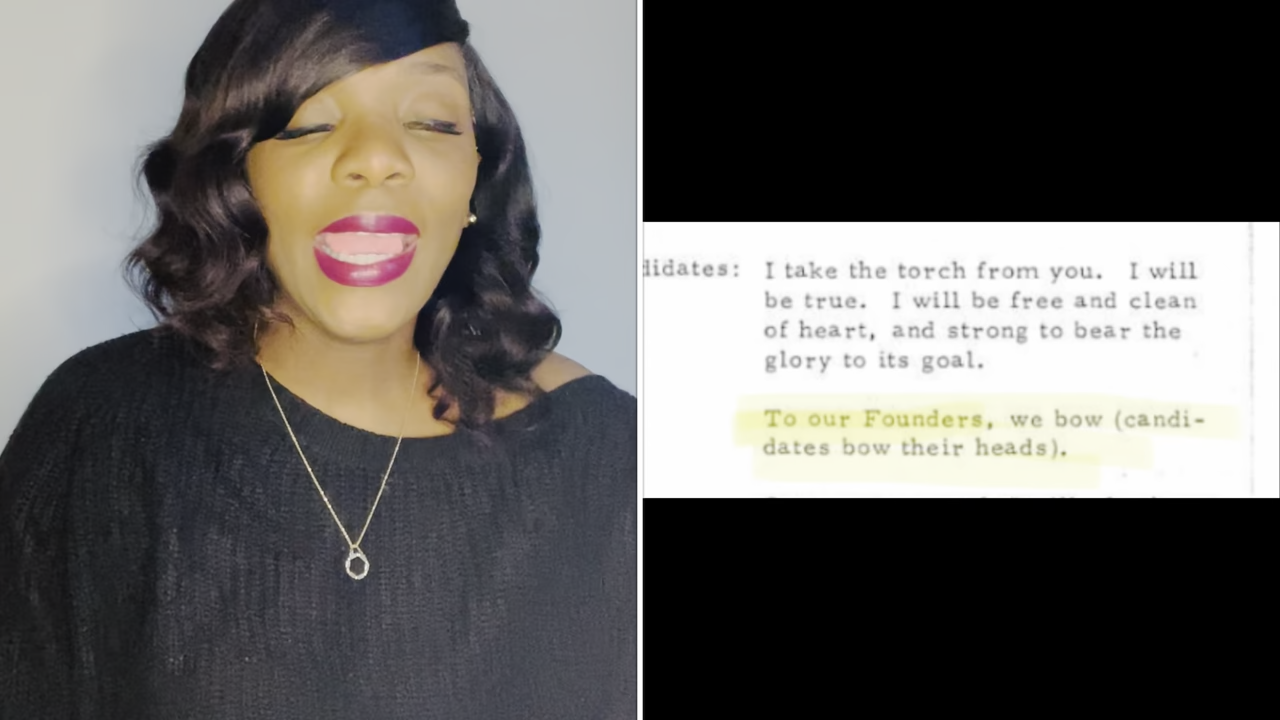 didates: I take the torch from you. I will
be true. I will be free and clean
of heart, and strong to bear the
glory to its goal.
To our Founders, we bow (candi-
dates bow their heads).